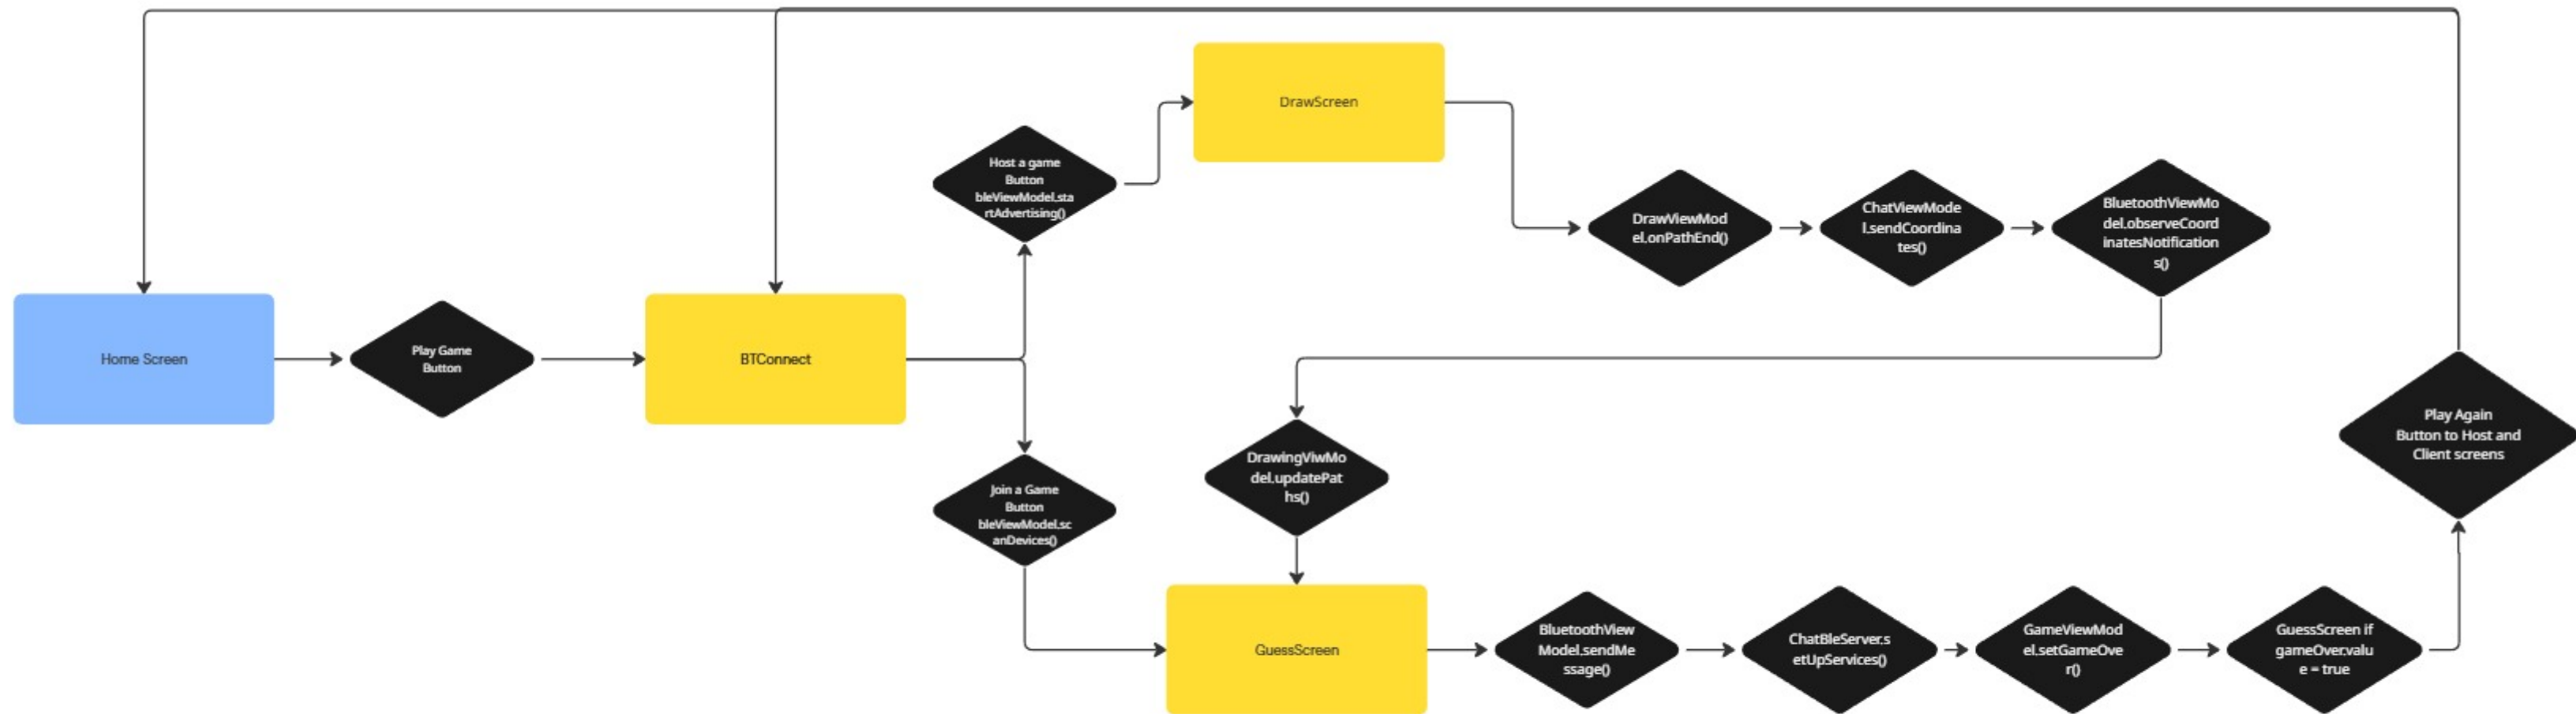 DrawScreen
Host a game
Button
bleViewModel.sta
rtAdvertising()
DrawViewMod
el.onPathEnd()
ChatViewMode
l.sendCoordina
tes()
BluetoothViewMo
del.observeCoord
inatesNotification
s()
Home Screen
Play Game
Button
BTConnect
Join a Game
Button
bleViewModel.sc
anDevices()
DrawingViwMo
del.updatePat
hs()
Play Again
Button to Host and
Client screens
GuessScreen
BluetoothView
Model.sendMe
ssage()
ChatBleServer.s
etUpServices()
GameViewMod
el.setGameOve
r()
GuessScreen if
gameOver.valu
e = true